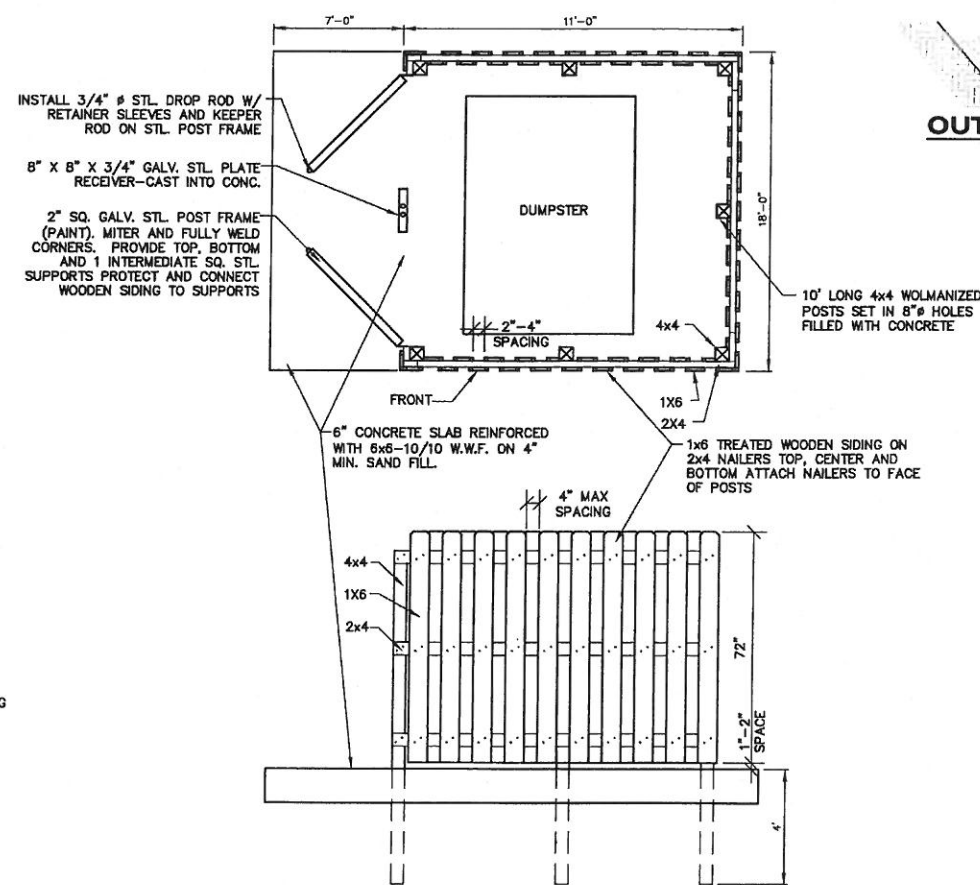 7'-0"
11'-0"
INSTALL 3/4" ø STL. DROP ROD W/
RETAINER SLEEVES AND KEEPER
ROD ON STL. POST FRAME
8" X 8" X 3/4" GALV. STL. PLATE
RECEIVER-CAST INTO CONC.
2" SQ. GALV. STL. POST FRAME
(PAINT). MITER AND FULLY WELD
CORNERS. PROVIDE TOP, BOTTOM
AND 1 INTERMEDIATE SQ. STL.
SUPPORTS PROTECT AND CONNECT
WOODEN SIDING TO SUPPORTS
DUMPSTER
18'-0"
OUT
10' LONG 4x4 WOLMANIZED
POSTS SET IN 8"ø HOLES
FILLED WITH CONCRETE
2"-4"
SPACING
4x4
FRONT
1X6
2X4
6" CONCRETE SLAB REINFORCED
WITH 6x6-10/10 W.W.F. ON 4"
MIN. SAND FILL.
1x6 TREATED WOODEN SIDING ON
2x4 NAILERS TOP, CENTER AND
BOTTOM ATTACH NAILERS TO FACE
OF POSTS
4" MAX
SPACING
4x4
1X6
2x4
72"
1"-2"
SPACE
4'
G